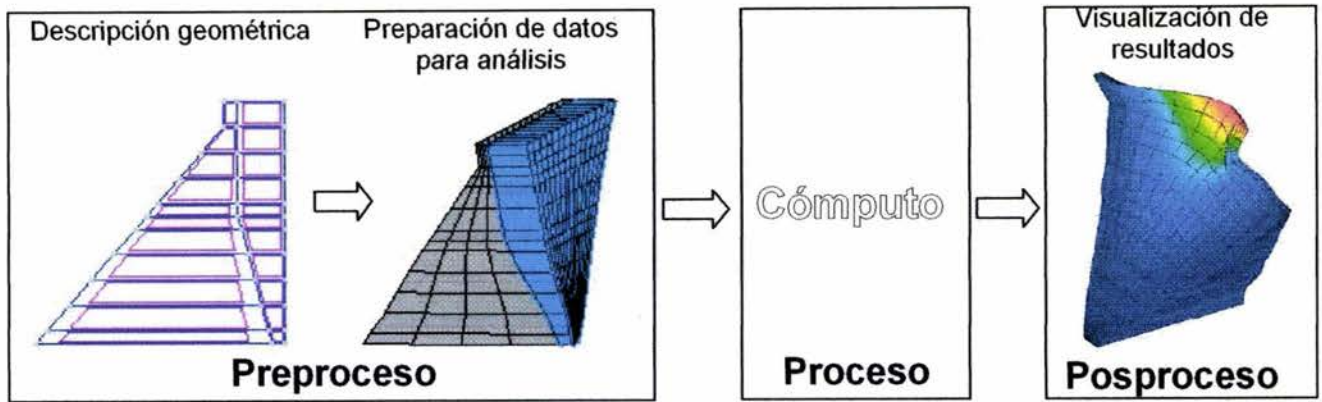 Descripción geométrica
Preparación de datos
para análisis
Preproceso
Cómputo
Proceso
Visualización de
resultados
Posproceso